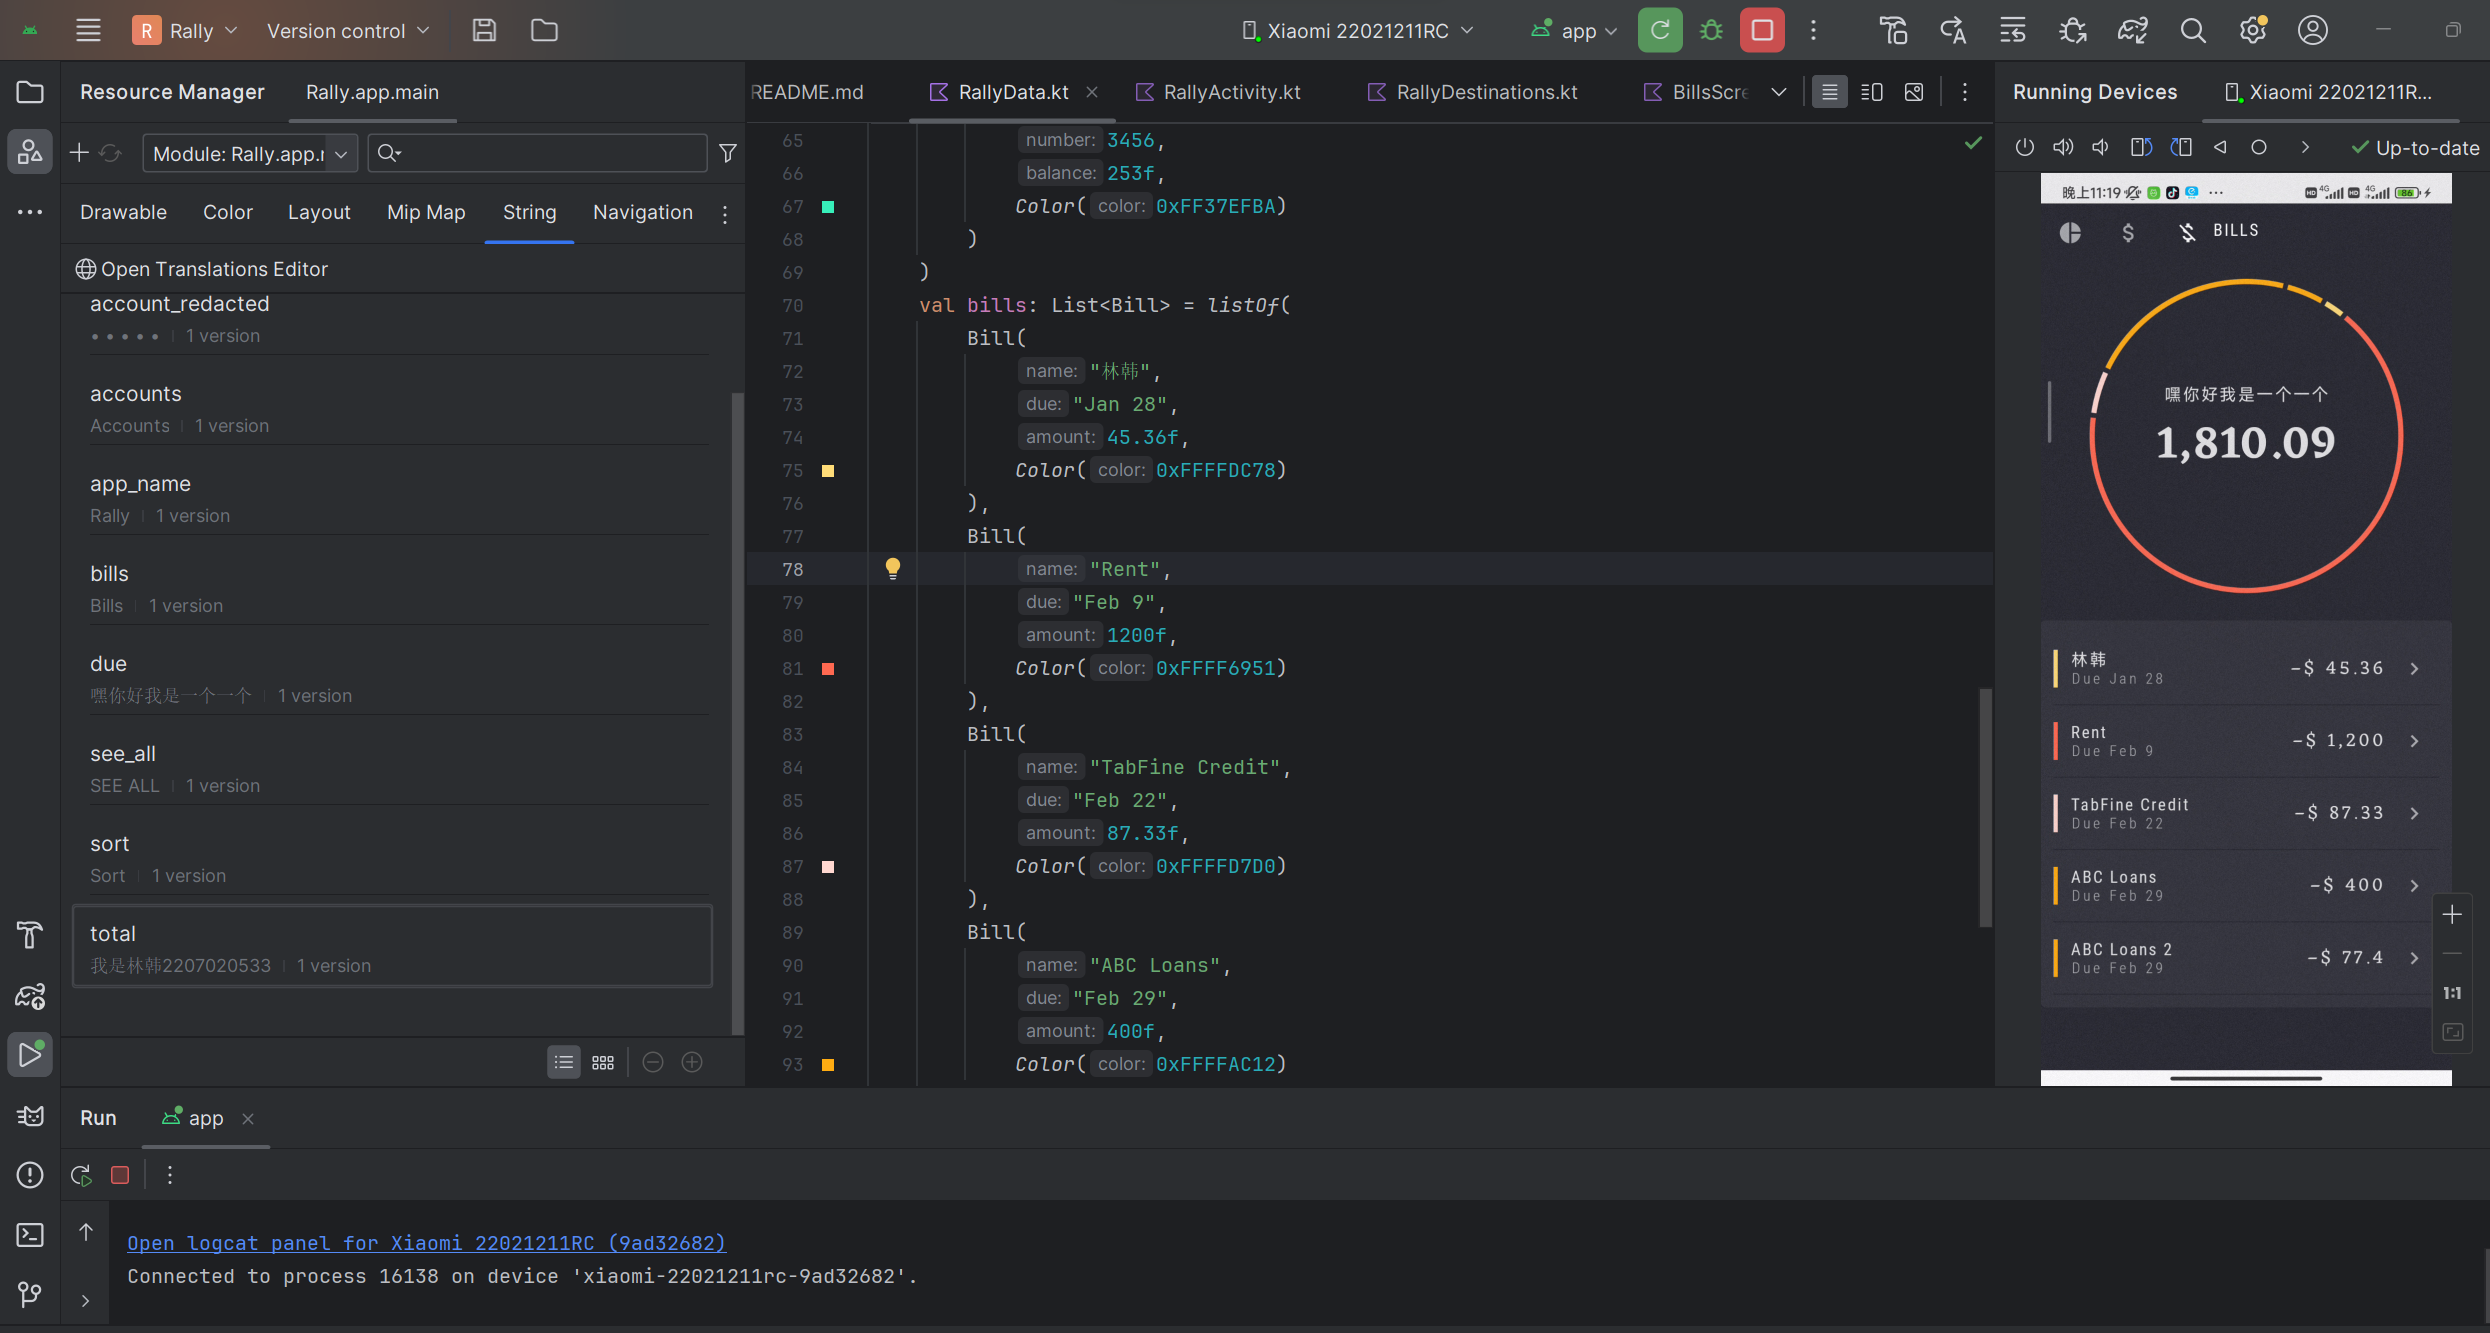 R Rally Version control Xiaomi 22021211RC app
Resource Manager Rally.app.main
Module: Rally.app.
Drawable Color Layout Mip Map String Navigation
Open Translations Editor
account_redacted
••••• 1 version
accounts
Accounts 1 version
app_name
Rally 1 version
bills
Bills 1 version
due
嘿你好我是一个一个 1 version
see_all
SEE ALL 1 version
sort
Sort 1 version
total
我是林韩2207020533 1 version
README.md RallyData.kt RallyActivity.kt RallyDestinations.kt BillsScre
65 number: 3456,
66 balance: 253f,
67 Color( color: 0xFF37EFBA)
68 )
69 )
70 val bills: List<Bill> = listOf(
71 Bill(
72 name: "林韩",
73 due: "Jan 28",
74 amount: 45.36f,
75 Color( color: 0xFFFFDC78)
76 ),
77 Bill(
78 name: "Rent",
79 due: "Feb 9",
80 amount: 1200f,
81 Color( color: 0xFFFF6951)
82 ),
83 Bill(
84 name: "TabFine Credit",
85 due: "Feb 22",
86 amount: 87.33f,
87 Color( color: 0xFFFFD7D0)
88 ),
89 Bill(
90 name: "ABC Loans",
91 due: "Feb 29",
92 amount: 400f,
93 Color( color: 0xFFFFAC12)
Running Devices Xiaomi 22021211R...
Up-to-date
晚上11:19 ··· HD 4G HD 4G 86
BILLS
嘿你好我是一个一个
1,810.09
林韩 -$ 45.36
Due Jan 28
Rent -$ 1,200
Due Feb 9
TabFine Credit -$ 87.33
Due Feb 22
ABC Loans -$ 400
Due Feb 29
ABC Loans 2 -$ 77.4
Due Feb 29
1:1
Run app
Open logcat panel for Xiaomi 22021211RC (9ad32682)
Connected to process 16138 on device 'xiaomi-22021211rc-9ad32682'.